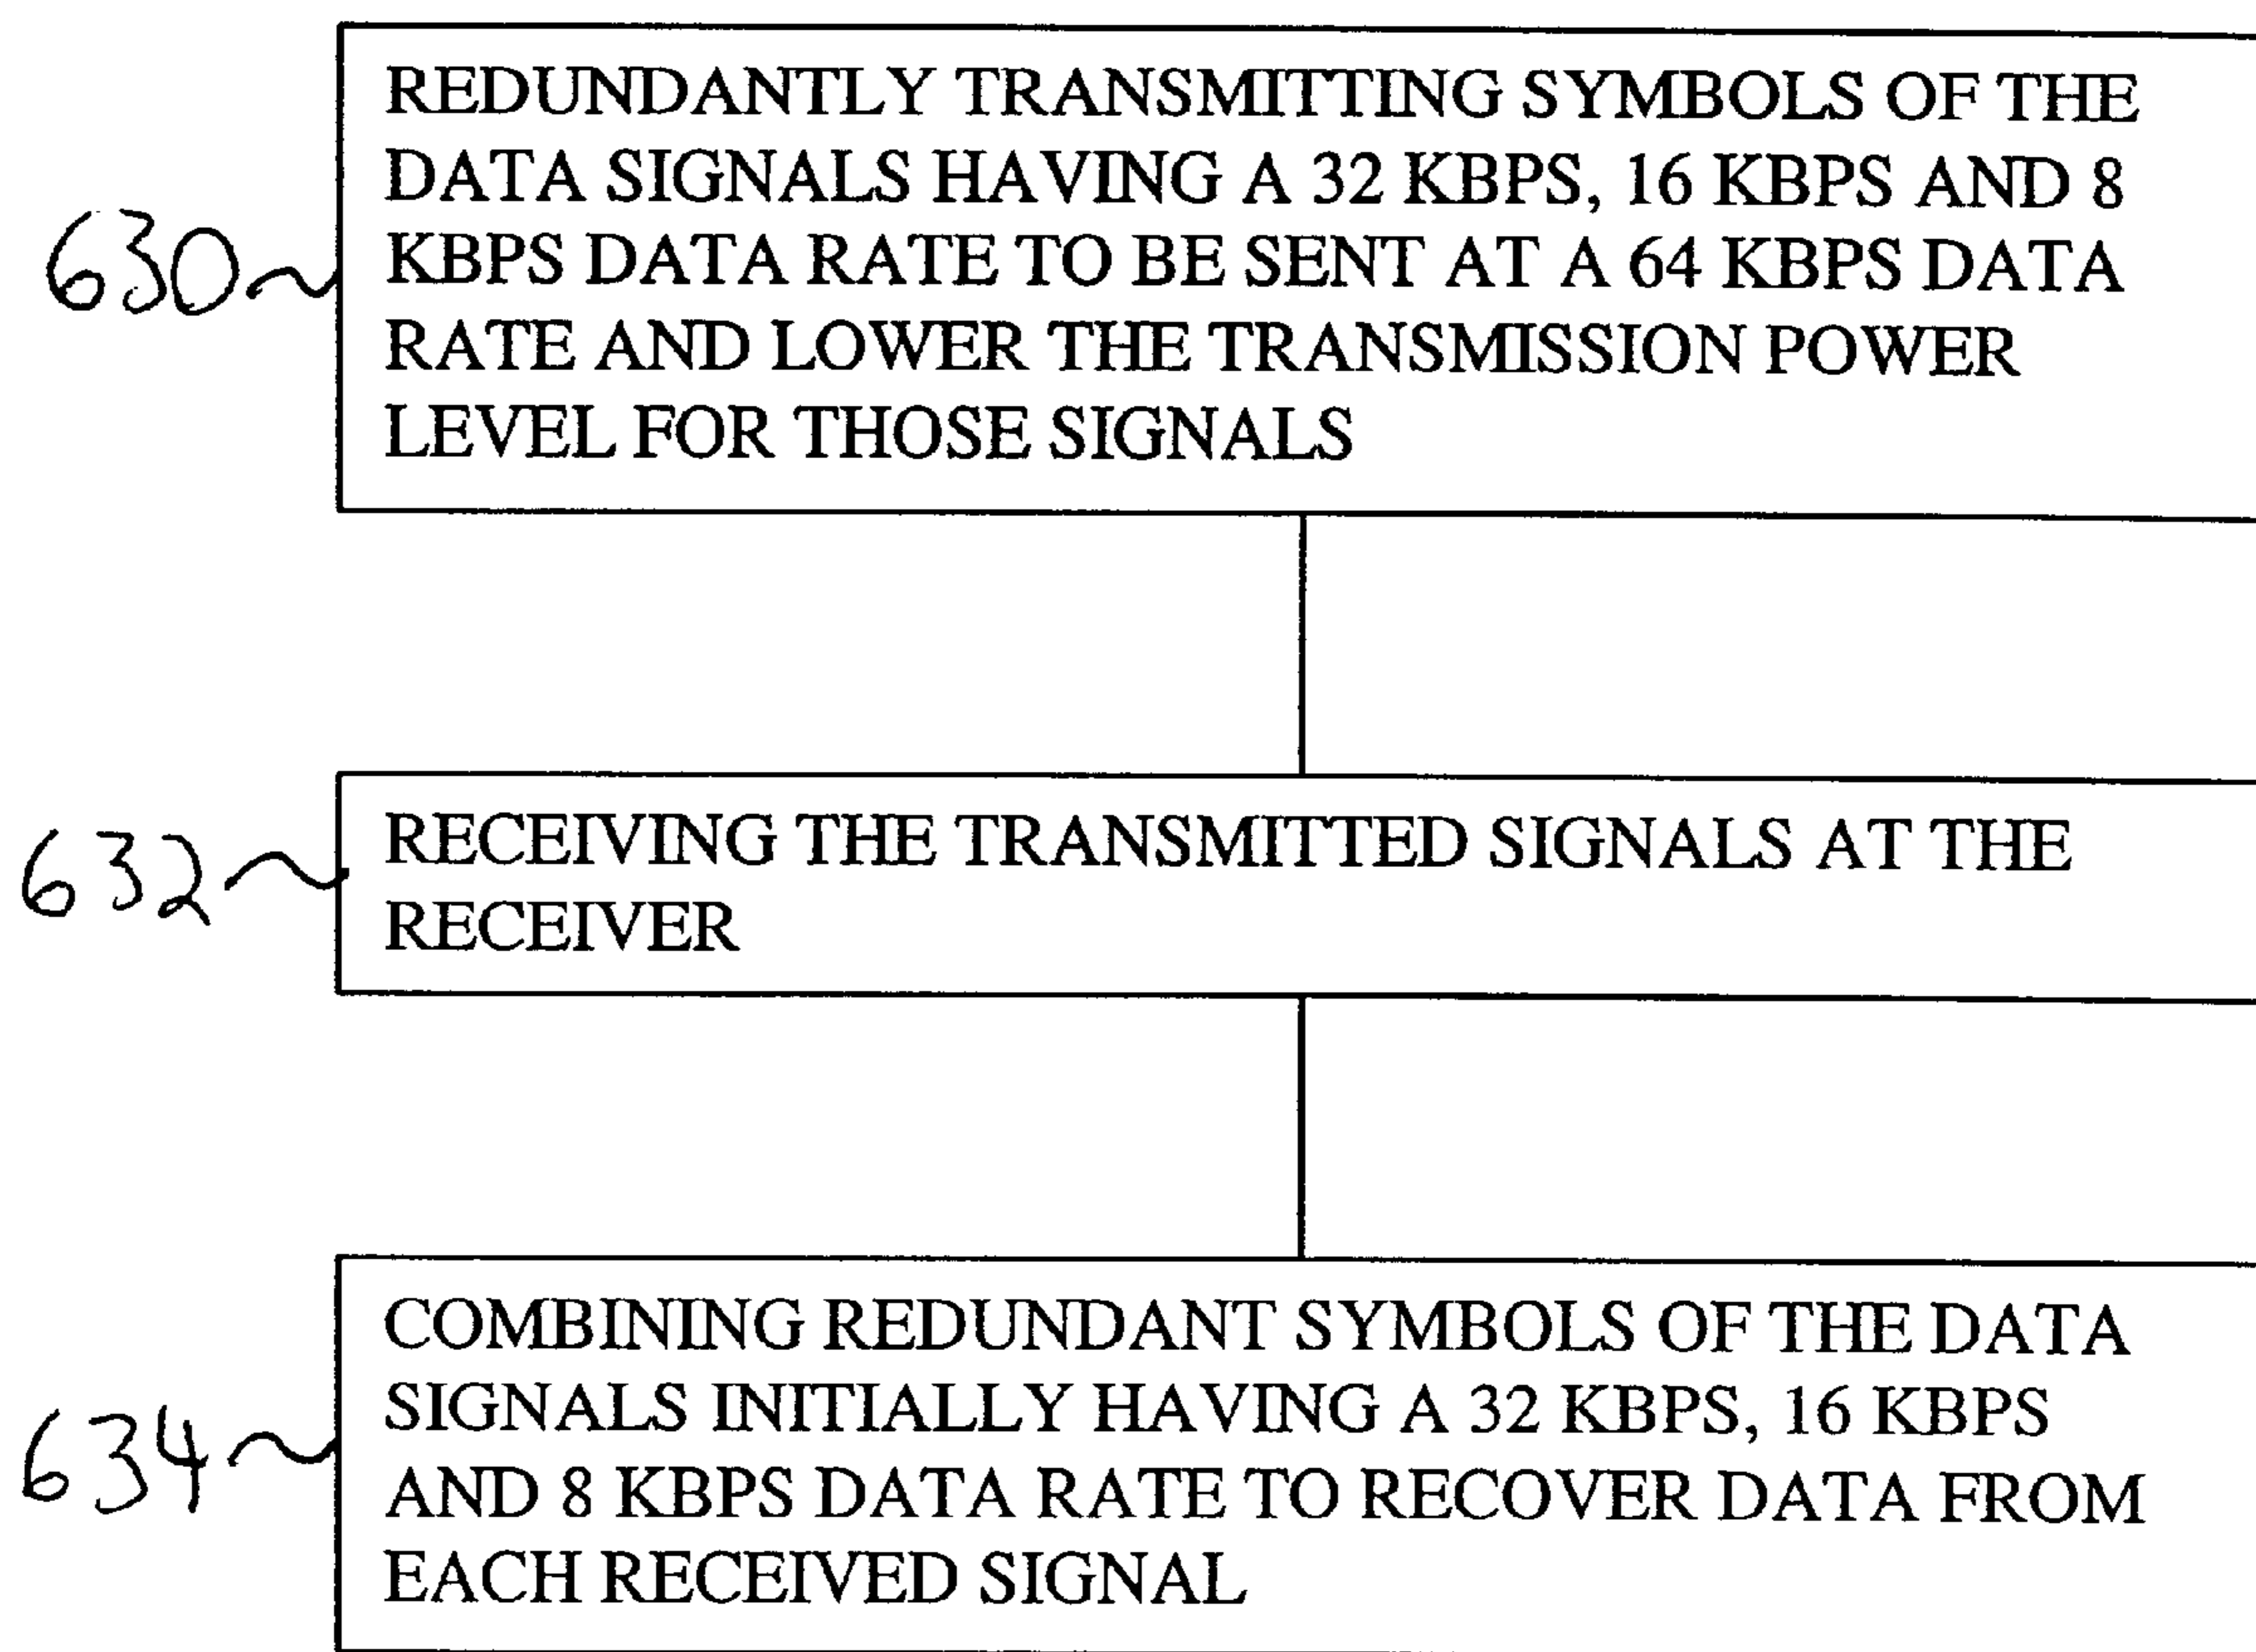 REDUNDANTLY TRANSMITTING SYMBOLS OF THE
DATA SIGNALS HAVING A 32 KBPS, 16 KBPS AND 8
630 KBPS DATA RATE TO BE SENT AT A 64 KBPS DATA
RATE AND LOWER THE TRANSMISSION POWER
LEVEL FOR THOSE SIGNALS
632 RECEIVING THE TRANSMITTED SIGNALS AT THE
RECEIVER
COMBINING REDUNDANT SYMBOLS OF THE DATA
SIGNALS INITIALLY HAVING A 32 KBPS, 16 KBPS
634 AND 8 KBPS DATA RATE TO RECOVER DATA FROM
EACH RECEIVED SIGNAL